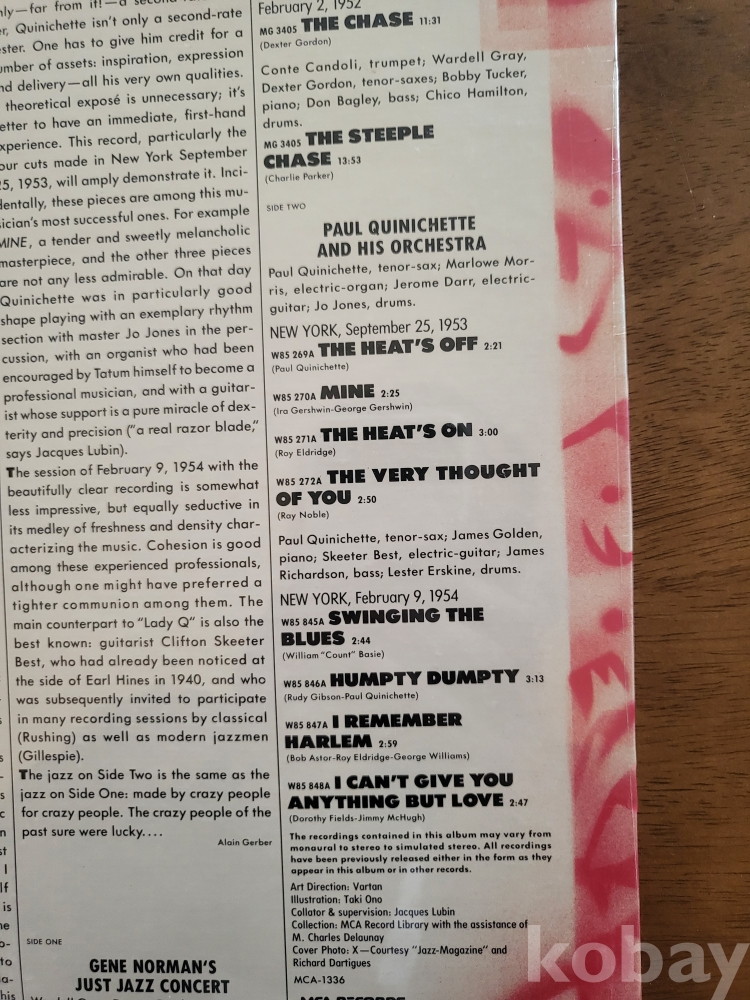 nly—far from it!—a second-
r, Quinichette isn't only a second-rate
ster. One has to give him credit for a
umber of assets: inspiration, expression
nd delivery—all his very own qualities.
theoretical exposé is unnecessary; it's
etter to have an immediate, first-hand
xperience. This record, particularly the
our cuts made in New York September
25, 1953, will amply demonstrate it. Inci-
dentally, these pieces are among this mu-
sician's most successful ones. For example
MINE, a tender and sweetly melancholic
masterpiece, and the other three pieces
are not any less admirable. On that day
Quinichette was in particularly good
shape playing with an exemplary rhythm
section with master Jo Jones in the per-
cussion, with an organist who had been
encouraged by Tatum himself to become a
professional musician, and with a guitar-
ist whose support is a pure miracle of dex-
terity and precision ("a real razor blade,"
says Jacques Lubin).
The session of February 9, 1954 with the
beautifully clear recording is somewhat
less impressive, but equally seductive in
its medley of freshness and density char-
acterizing the music. Cohesion is good
among these experienced professionals,
although one might have preferred a
tighter communion among them. The
main counterpart to "Lady Q" is also the
best known: guitarist Clifton Skeeter
Best, who had already been noticed at
the side of Earl Hines in 1940, and who
was subsequently invited to participate
in many recording sessions by classical
(Rushing) as well as modern jazzmen
(Gillespie).
The jazz on Side Two is the same as the
jazz on Side One: made by crazy people
for crazy people. The crazy people of the
past sure were lucky....
Alain Gerber
SIDE ONE
GENE NORMAN'S
JUST JAZZ CONCERT
February 2, 1952
MG 3405 THE CHASE 11:31
(Dexter Gordon)
Conte Candoli, trumpet; Wardell Gray,
Dexter Gordon, tenor-saxes; Bobby Tucker,
piano; Don Bagley, bass; Chico Hamilton,
drums.
MG 3405 THE STEEPLE
CHASE 13:53
(Charlie Parker)
SIDE TWO
PAUL QUINICHETTE
AND HIS ORCHESTRA
Paul Quinichette, tenor-sax; Marlowe Mor-
ris, electric-organ; Jerome Darr, electric-
guitar; Jo Jones, drums.
NEW YORK, September 25, 1953
W85 269A THE HEAT'S OFF 2:21
(Paul Quinichette)
W85 270A MINE 2:25
(Ira Gershwin-George Gershwin)
W85 271A THE HEAT'S ON 3:00
(Roy Eldridge)
W85 272A THE VERY THOUGHT
OF YOU 2:50
(Ray Noble)
Paul Quinichette, tenor-sax; James Golden,
piano; Skeeter Best, electric-guitar; James
Richardson, bass; Lester Erskine, drums.
NEW YORK, February 9, 1954
W85 845A SWINGING THE
BLUES 2:44
(William "Count" Basie)
W85 846A HUMPTY DUMPTY 3:13
(Rudy Gibson-Paul Quinichette)
W85 847A I REMEMBER
HARLEM 2:59
(Bob Astor-Roy Eldridge-George Williams)
W85 848A I CAN'T GIVE YOU
ANYTHING BUT LOVE 2:47
(Dorothy Fields-Jimmy McHugh)
The recordings contained in this album may vary from
monaural to stereo to simulated stereo. All recordings
have been previously released either in the form as they
appear in this album or in other records.
Art Direction: Vartan
Illustration: Taki Ono
Collator & supervision: Jacques Lubin
Collection: MCA Record Library with the assistance of
M. Charles Delaunay
Cover Photo: X—Courtesy "Jazz-Magazine" and
Richard Dartigues
MCA-1336
MCA RECORDS
kobay